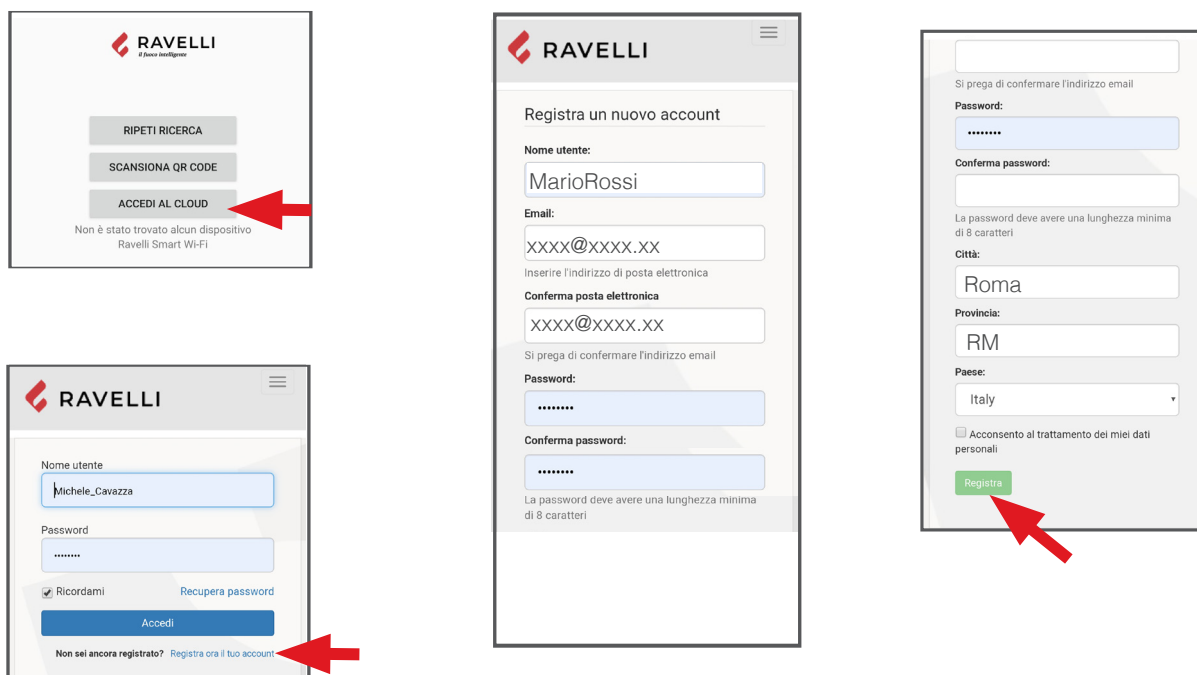 RAVELLI
il fuoco intelligente
RIPETI RICERCA
SCANSIONA QR CODE
ACCEDI AL CLOUD
Non è stato trovato alcun dispositivo
Ravelli Smart Wi-Fi
RAVELLI
Nome utente
Michele_Cavazza
Password
••••••••
Ricordami
Recupera password
Accedi
Non sei ancora registrato? Registra ora il tuo account
RAVELLI
Registra un nuovo account
Nome utente:
MarioRossi
Email:
xxxx@xxxx.xx
Inserire l'indirizzo di posta elettronica
Conferma posta elettronica
xxxx@xxxx.xx
Si prega di confermare l'indirizzo email
Password:
••••••••
Conferma password:
••••••••
La password deve avere una lunghezza minima
di 8 caratteri
Si prega di confermare l'indirizzo email
Password:
••••••••
Conferma password:
La password deve avere una lunghezza minima
di 8 caratteri
Città:
Roma
Provincia:
RM
Paese:
Italy
Acconsento al trattamento dei miei dati
personali
Registra